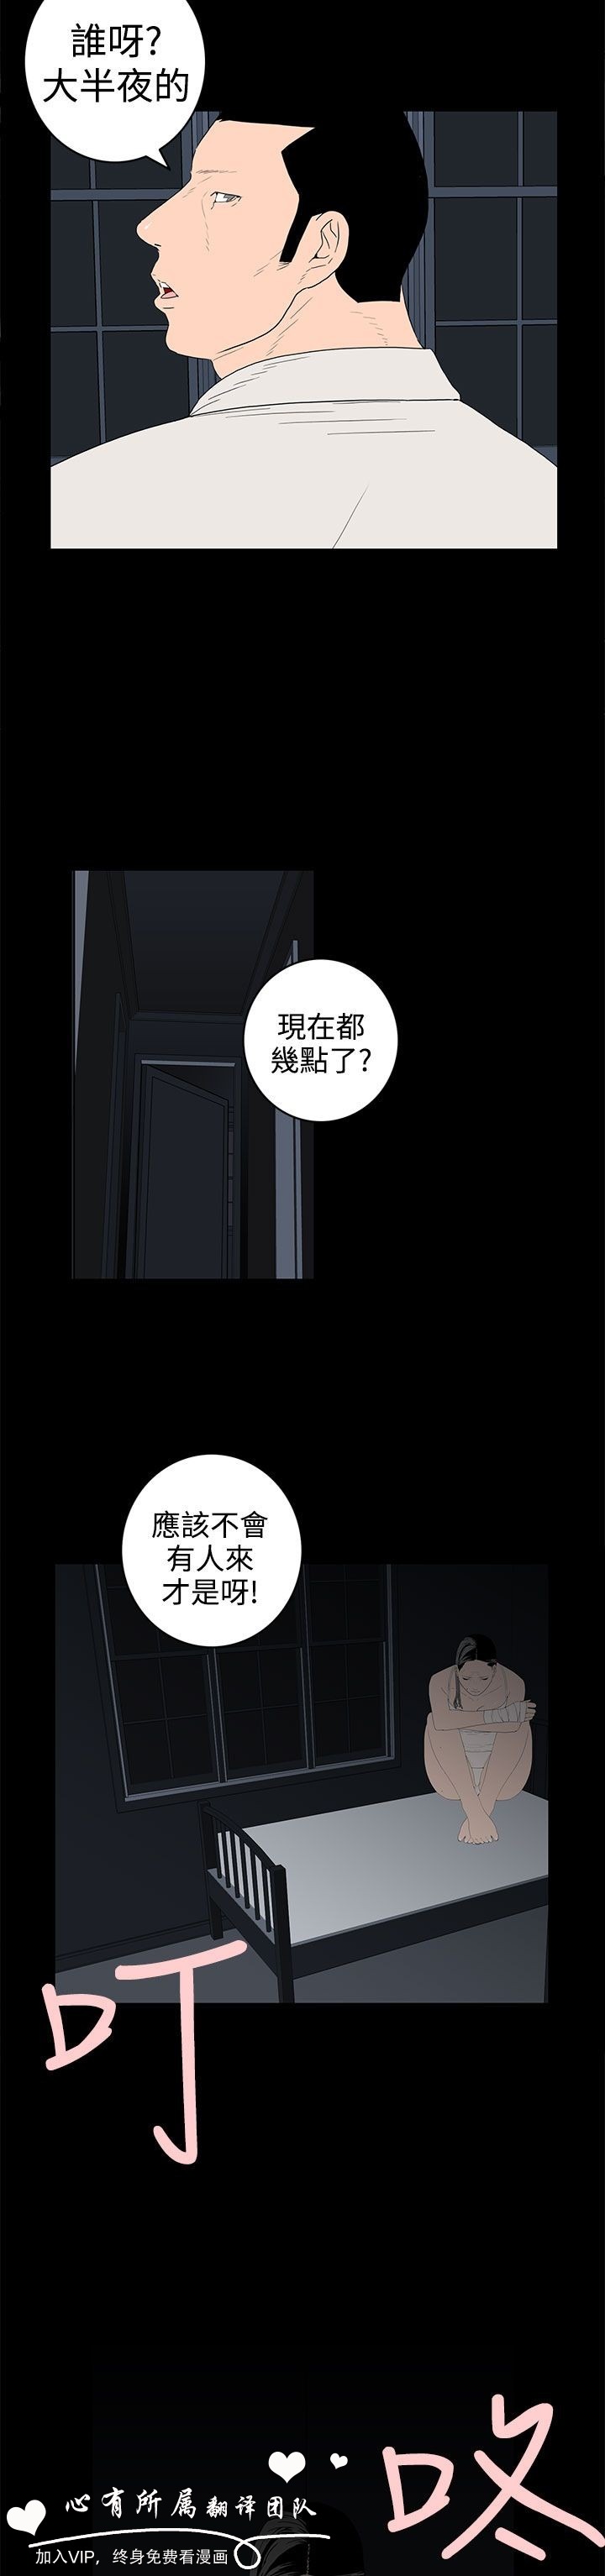 誰呀?
大半夜的
現在都
幾點了?
應該不會
有人來
才是呀!
叮
咚
心有所属翻译团队
加入VIP，终身免费看漫画